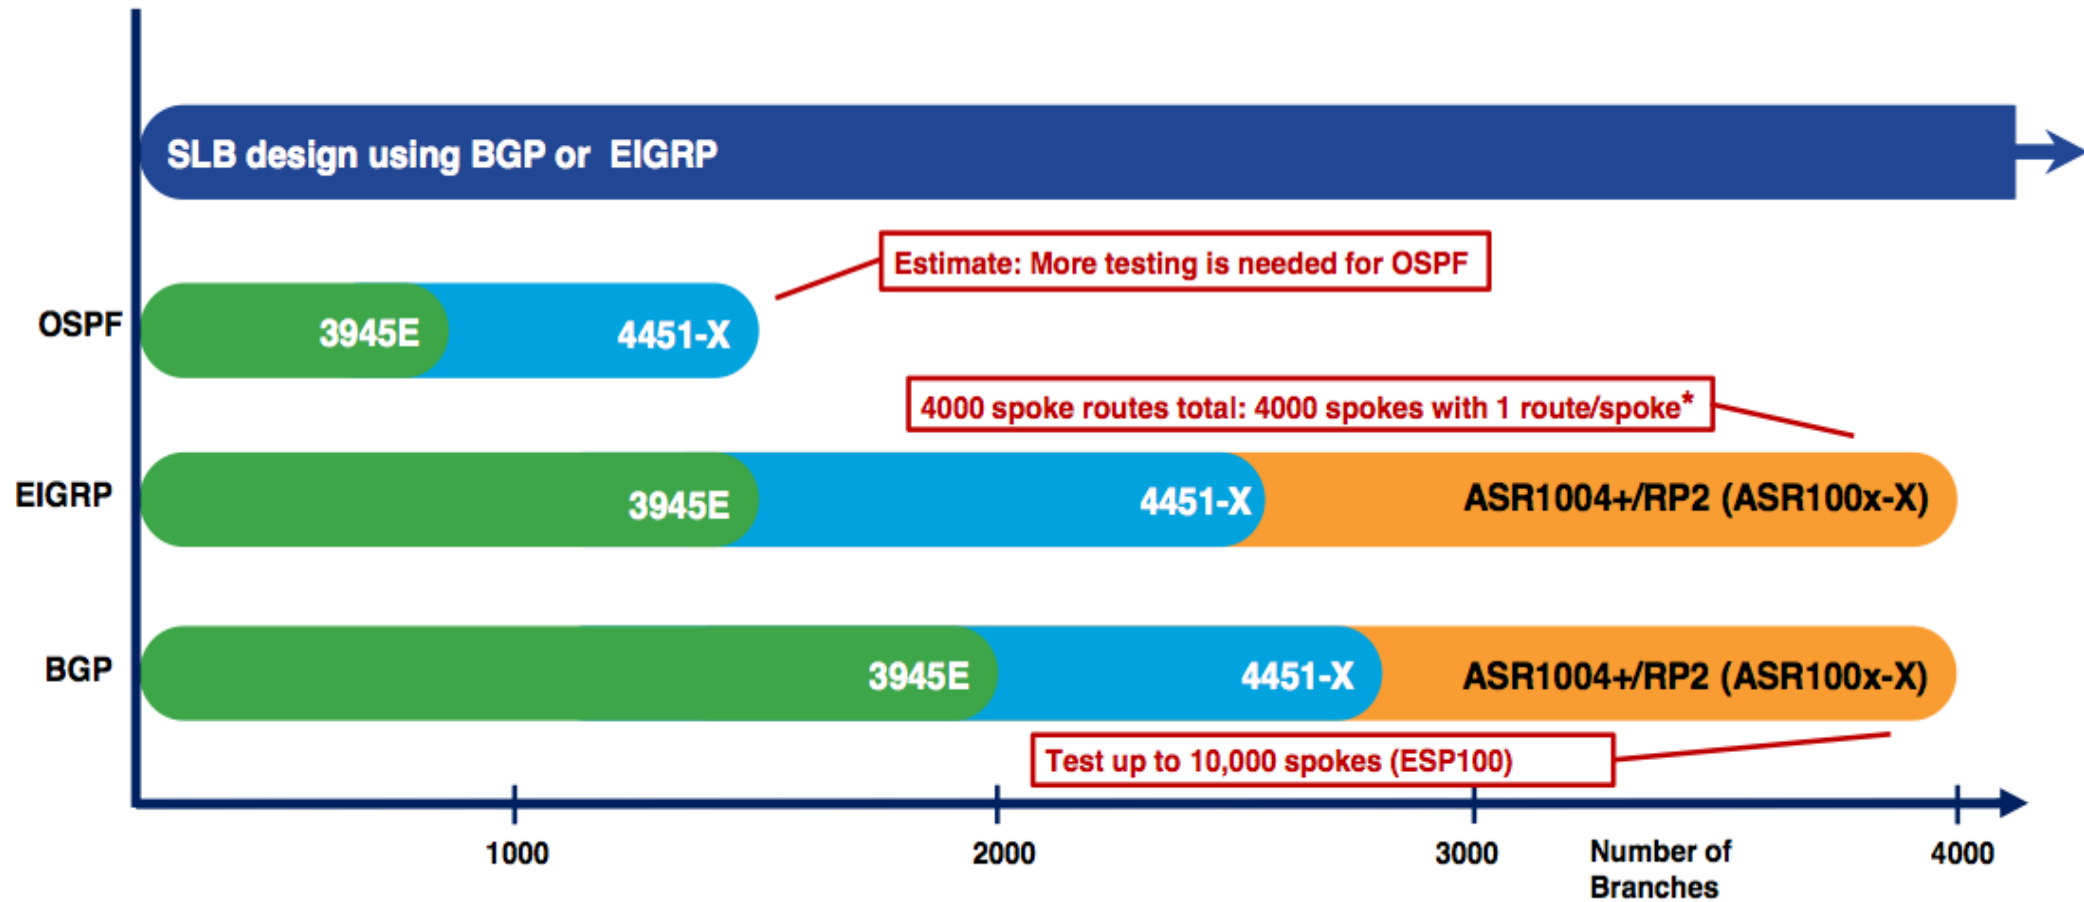 SLB design using BGP or EIGRP
Estimate: More testing is needed for OSPF
OSPF
3945E
4451-X
4000 spoke routes total: 4000 spokes with 1 route/spoke*
EIGRP
3945E
4451-X
ASR1004+/RP2 (ASR100x-X)
BGP
3945E
4451-X
ASR1004+/RP2 (ASR100x-X)
Test up to 10,000 spokes (ESP100)
1000
2000
3000
Number of
Branches
4000